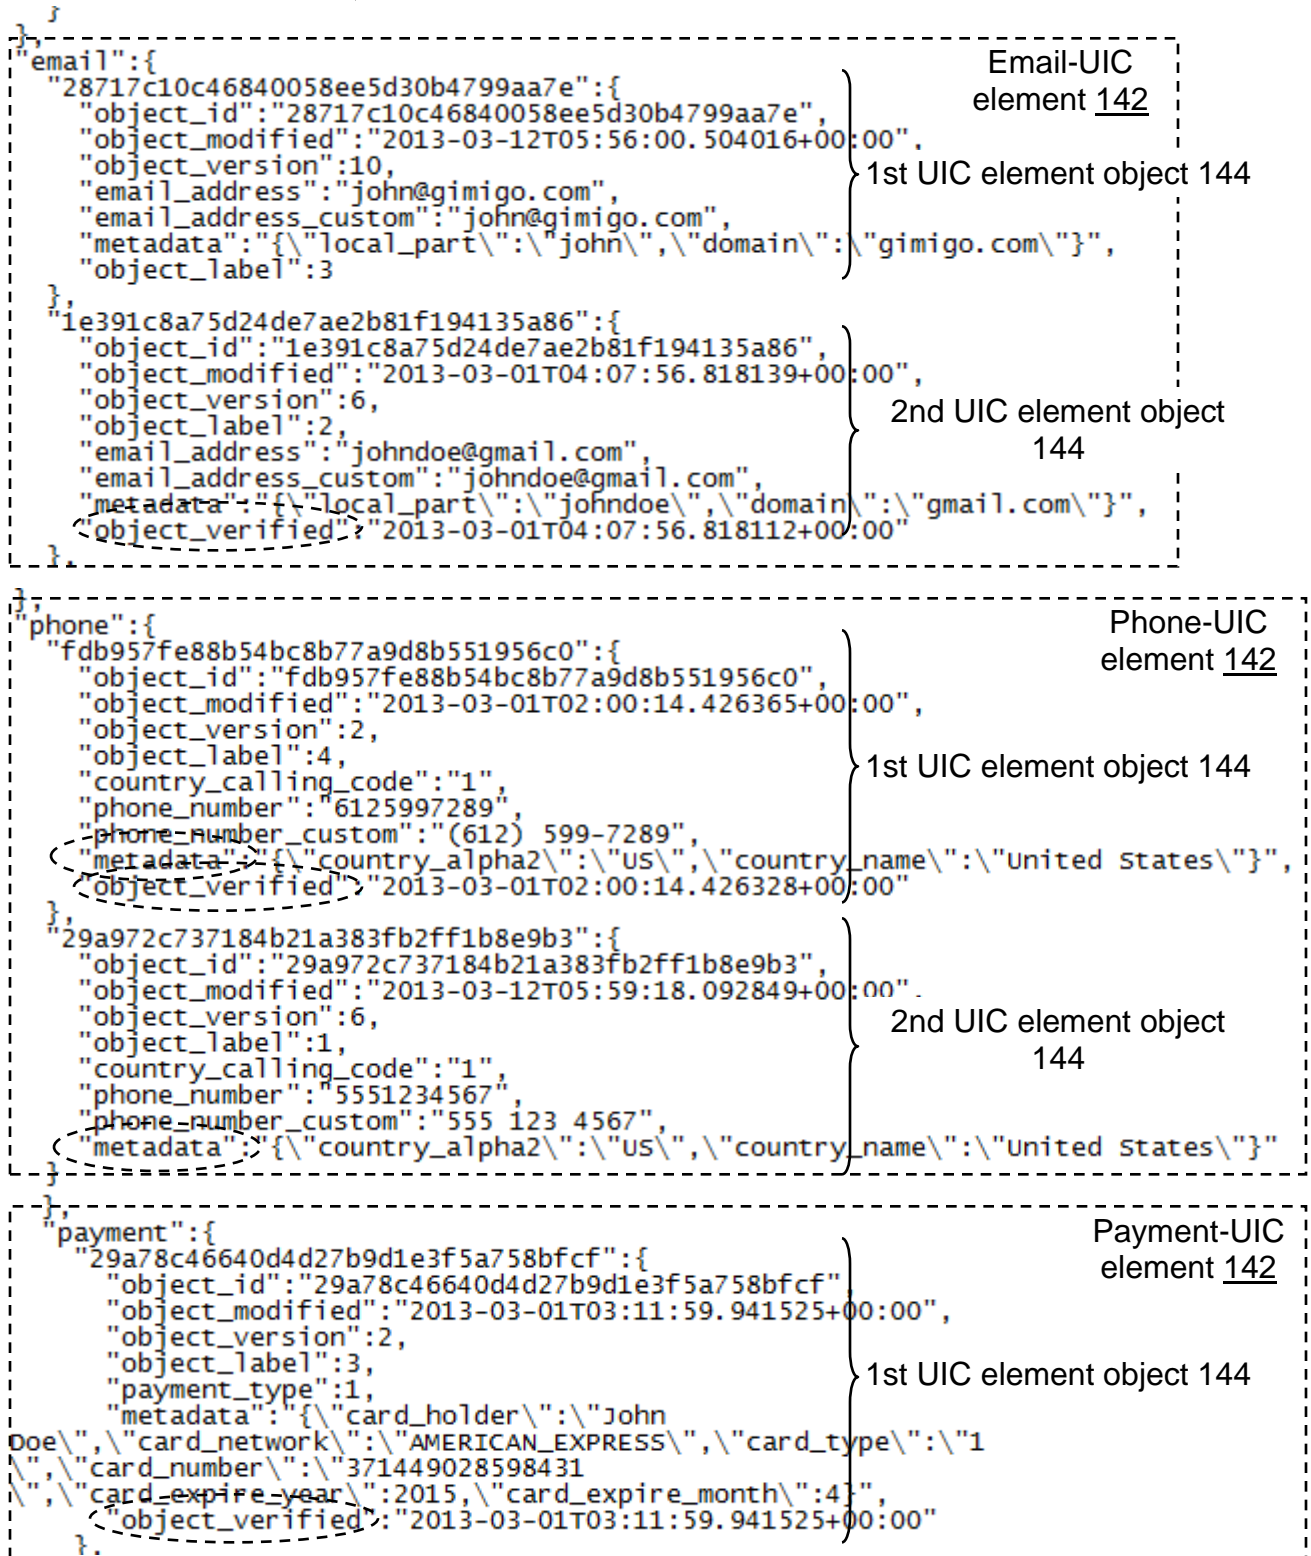 }
},
"email":{
Email-UIC
element 142
"28717c10c46840058ee5d30b4799aa7e":{
"object_id":"28717c10c46840058ee5d30b4799aa7e",
"object_modified":"2013-03-12T05:56:00.504016+00:00",
"object_version":10,
1st UIC element object 144
"email_address":"john@gimigo.com",
"email_address_custom":"john@gimigo.com",
"metadata":"{\"local_part\":\"john\",\"domain\":\"gimigo.com\"}",
"object_label":3
},
"1e391c8a75d24de7ae2b81f194135a86":{
"object_id":"1e391c8a75d24de7ae2b81f194135a86",
"object_modified":"2013-03-01T04:07:56.818139+00:00",
"object_version":6,
"object_label":2,
2nd UIC element object
144
"email_address":"johndoe@gmail.com",
"email_address_custom":"johndoe@gmail.com",
"metadata":"{\"local_part\":\"johndoe\",\"domain\":\"gmail.com\"}",
"object_verified":"2013-03-01T04:07:56.818112+00:00"
},
},
"phone":{
Phone-UIC
element 142
"fdb957fe88b54bc8b77a9d8b551956c0":{
"object_id":"fdb957fe88b54bc8b77a9d8b551956c0",
"object_modified":"2013-03-01T02:00:14.426365+00:00",
"object_version":2,
"object_label":4,
1st UIC element object 144
"country_calling_code":"1",
"phone_number":"6125997289",
"phone_number_custom":"(612) 599-7289",
"metadata":"{\"country_alpha2\":\"US\",\"country_name\":\"United States\"}",
"object_verified":"2013-03-01T02:00:14.426328+00:00"
},
"29a972c737184b21a383fb2ff1b8e9b3":{
"object_id":"29a972c737184b21a383fb2ff1b8e9b3",
"object_modified":"2013-03-12T05:59:18.092849+00:00",
"object_version":6,
"object_label":1,
2nd UIC element object
144
"country_calling_code":"1",
"phone_number":"5551234567",
"phone_number_custom":"555 123 4567",
"metadata":"{\"country_alpha2\":\"US\",\"country_name\":\"United States\"}"
}
},
"payment":{
Payment-UIC
element 142
"29a78c46640d4d27b9d1e3f5a758bfcf":{
"object_id":"29a78c46640d4d27b9d1e3f5a758bfcf",
"object_modified":"2013-03-01T03:11:59.941525+00:00",
"object_version":2,
"object_label":3,
1st UIC element object 144
"payment_type":1,
"metadata":"{\"card_holder\":\"John
Doe\",\"card_network\":\"AMERICAN_EXPRESS\",\"card_type\":\"1
\",\"card_number\":\"371449028598431
\",\"card_expire_year\":2015,\"card_expire_month\":4}",
"object_verified":"2013-03-01T03:11:59.941525+00:00"
},